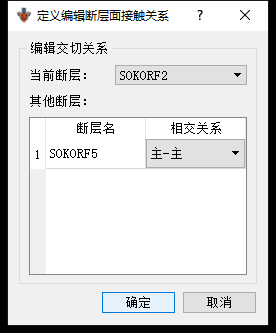 定义编辑断层面接触关系 ? ×
编辑交切关系
当前断层： SOKORF2
其他断层：
断层名 相交关系
1 SOKORF5 主-主
确定 取消